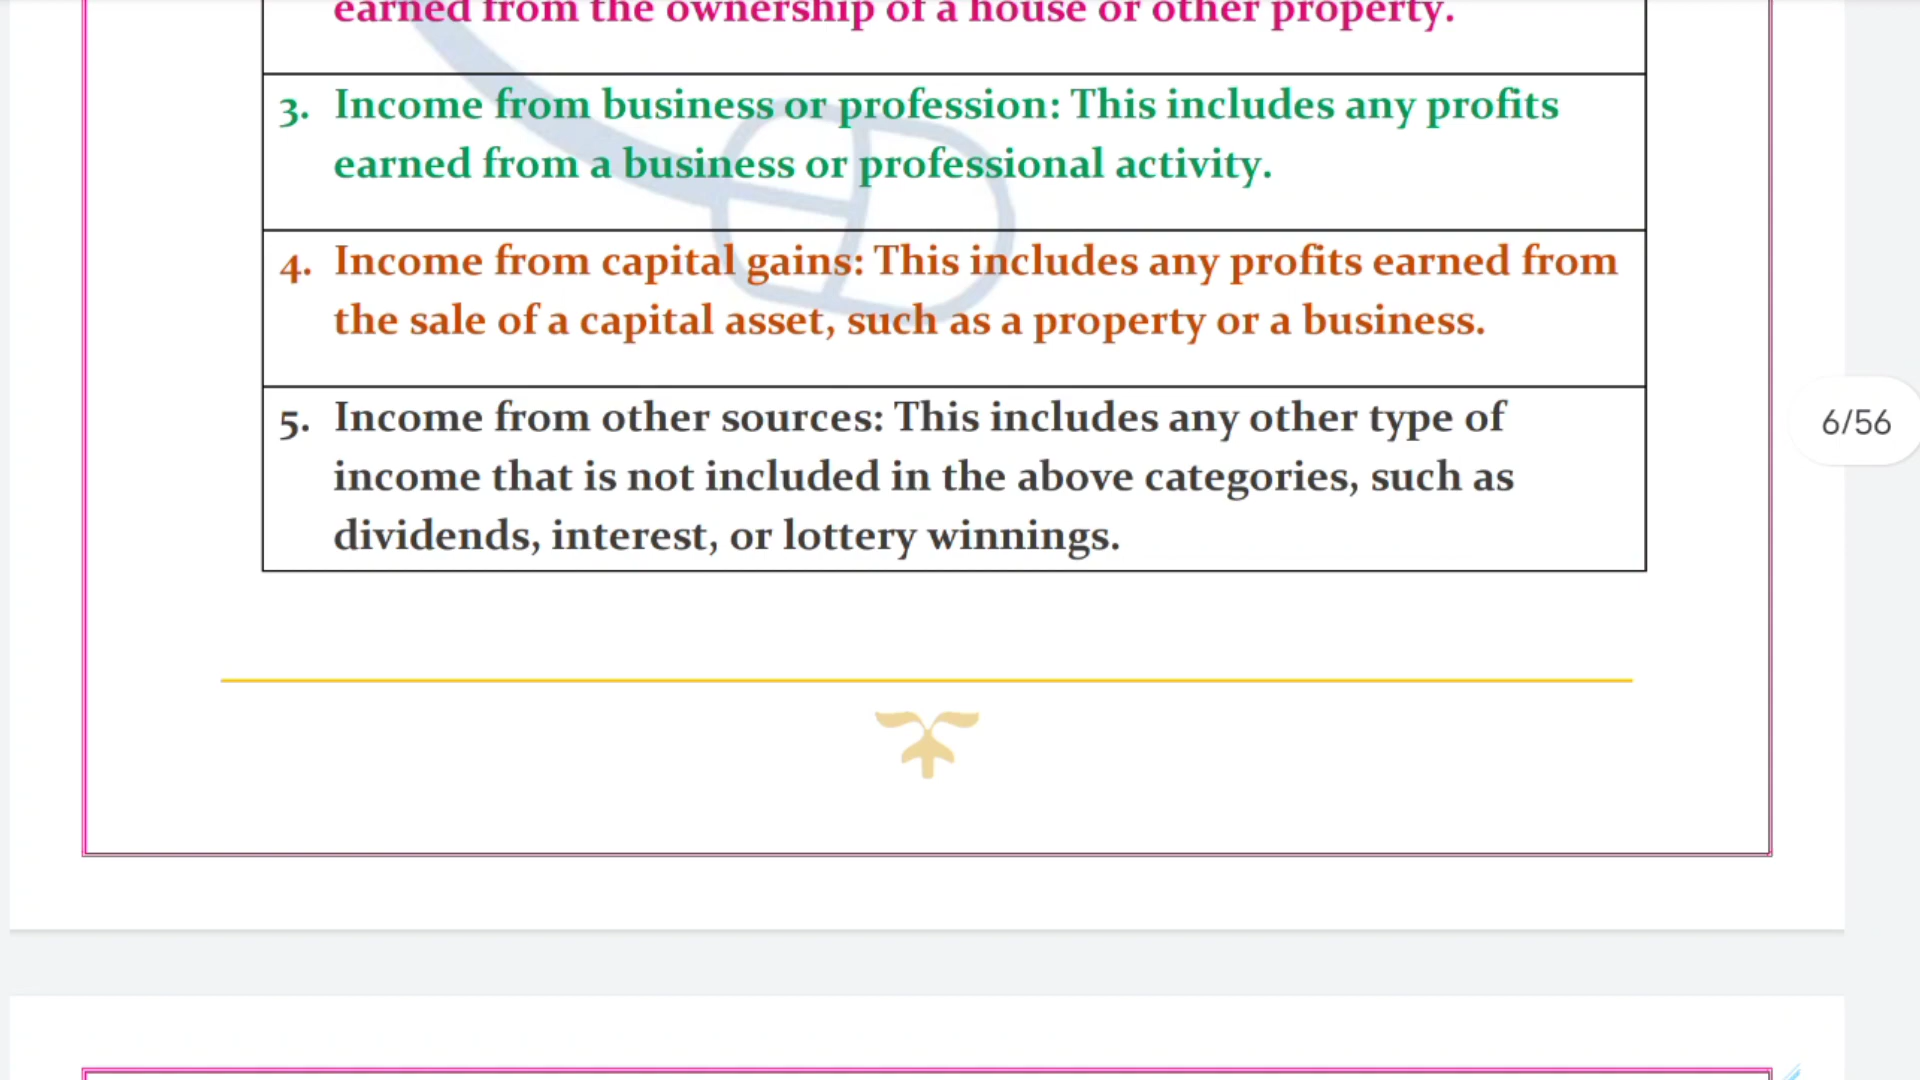 earned from the ownership of a house or other property.
3. Income from business or profession: This includes any profits
earned from a business or professional activity.
4. Income from capital gains: This includes any profits earned from
the sale of a capital asset, such as a property or a business.
5. Income from other sources: This includes any other type of
income that is not included in the above categories, such as
dividends, interest, or lottery winnings.
6/56